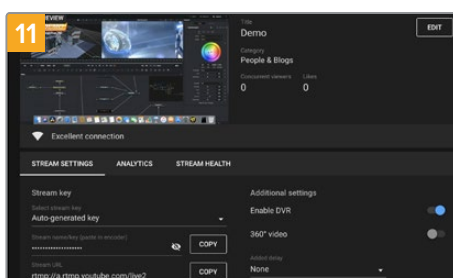 11
PREVIEW
Title
Demo
EDIT
Category
People & Blogs
Concurrent viewers Likes
0 0
Excellent connection
STREAM SETTINGS ANALYTICS STREAM HEALTH
Stream key Additional settings
Select stream key
Auto-generated key
Enable DVR
Stream name/key (paste in encoder)
COPY
360° video
Stream URL
rtmp://a.rtmp.youtube.com/live2
COPY
Added delay
None